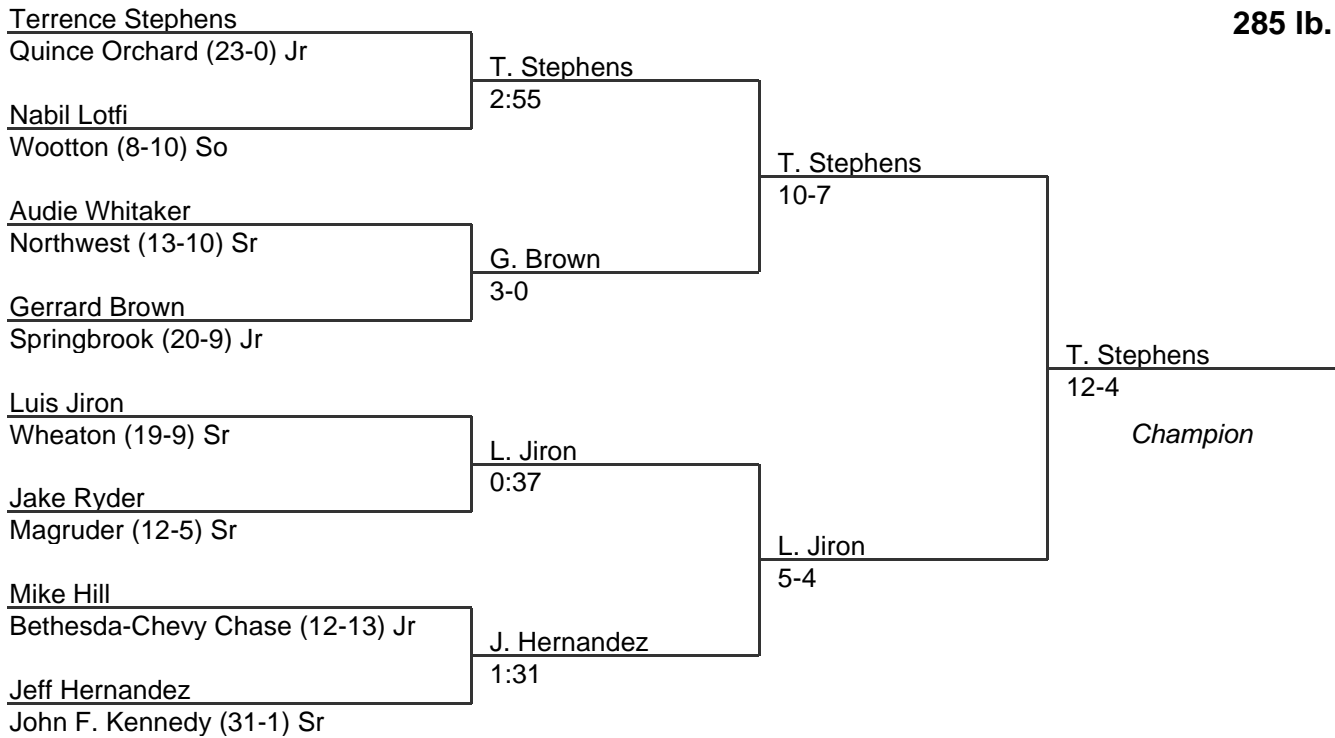 285 lb.
Terrence Stephens
Quince Orchard (23-0) Jr
T. Stephens
2:55
Nabil Lotfi
Wootton (8-10) So
T. Stephens
10-7
Audie Whitaker
Northwest (13-10) Sr
G. Brown
3-0
Gerrard Brown
Springbrook (20-9) Jr
T. Stephens
12-4
Champion
Luis Jiron
Wheaton (19-9) Sr
L. Jiron
0:37
Jake Ryder
Magruder (12-5) Sr
L. Jiron
5-4
Mike Hill
Bethesda-Chevy Chase (12-13) Jr
J. Hernandez
1:31
Jeff Hernandez
John F. Kennedy (31-1) Sr